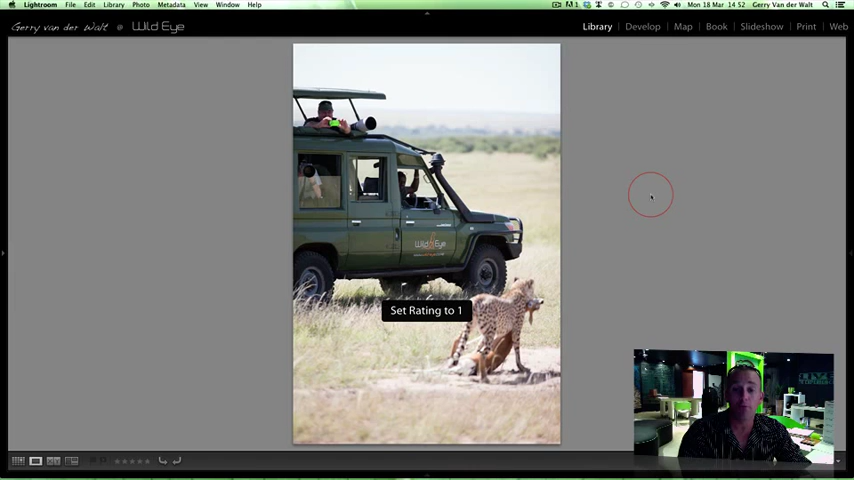 Lightroom File Edit Library Photo Metadata View Window Help
1 Mon 18 Mar 14 52 Gerry Van der Walt
Gerry van der Walt @ Wild Eye
Library | Develop | Map | Book | Slideshow | Print | Web
Wild Eye
Set Rating to 1